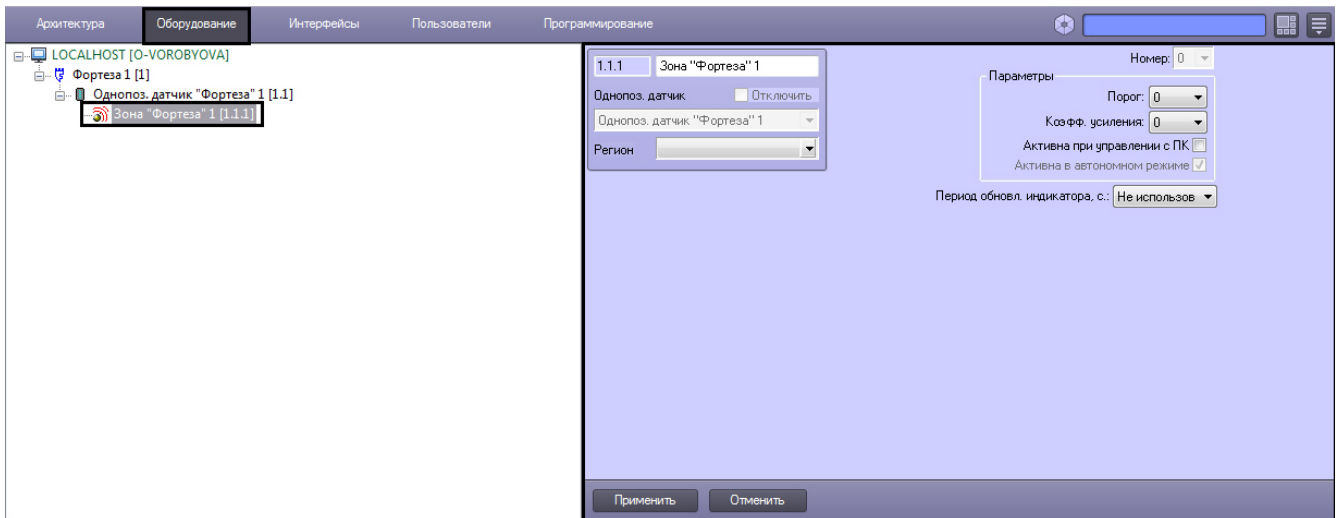 Архитектура Оборудование Интерфейсы Пользователи Программирование
LOCALHOST [O-VOROBYOVA]
Фортеза 1 [1]
Однопоз. датчик "Фортеза" 1 [1.1]
Зона "Фортеза" 1 [1.1.1]
1.1.1 Зона "Фортеза" 1
Однопоз. датчик Отключить
Однопоз. датчик "Фортеза" 1
Регион
Номер: 0
Параметры
Порог: 0
Коэфф. усиления: 0
Активна при управлении с ПК
Активна в автономном режиме
Период обновл. индикатора, с.: Не использов
Применить Отменить